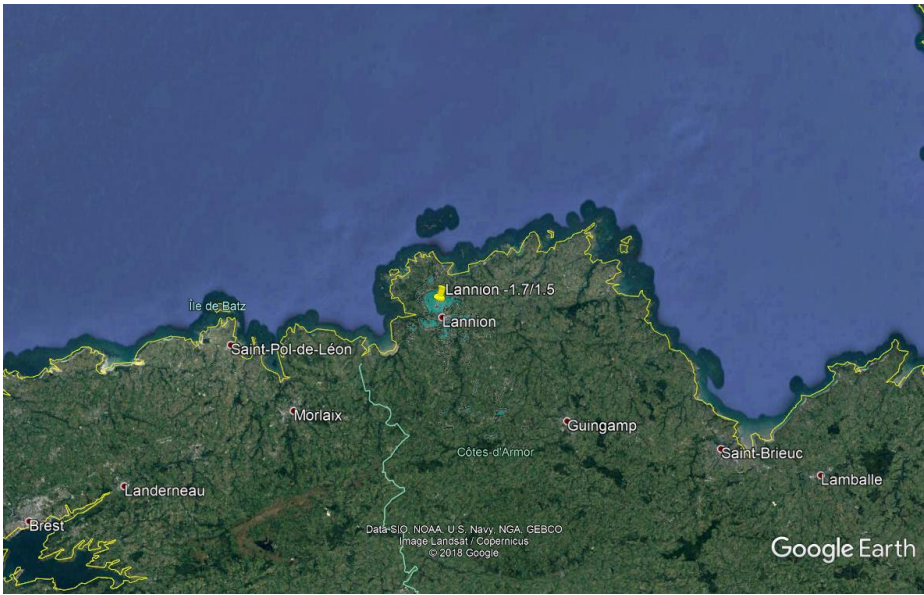 Lannion -1.7/1.5
Île de Batz
Lannion
Saint-Pol-de-Léon
Morlaix
Guingamp
Côtes-d'Armor
Saint-Brieuc
Lamballe
Landerneau
Brest
Data SIO, NOAA, U.S. Navy, NGA, GEBCO
Image Landsat / Copernicus
© 2018 Google
Google Earth